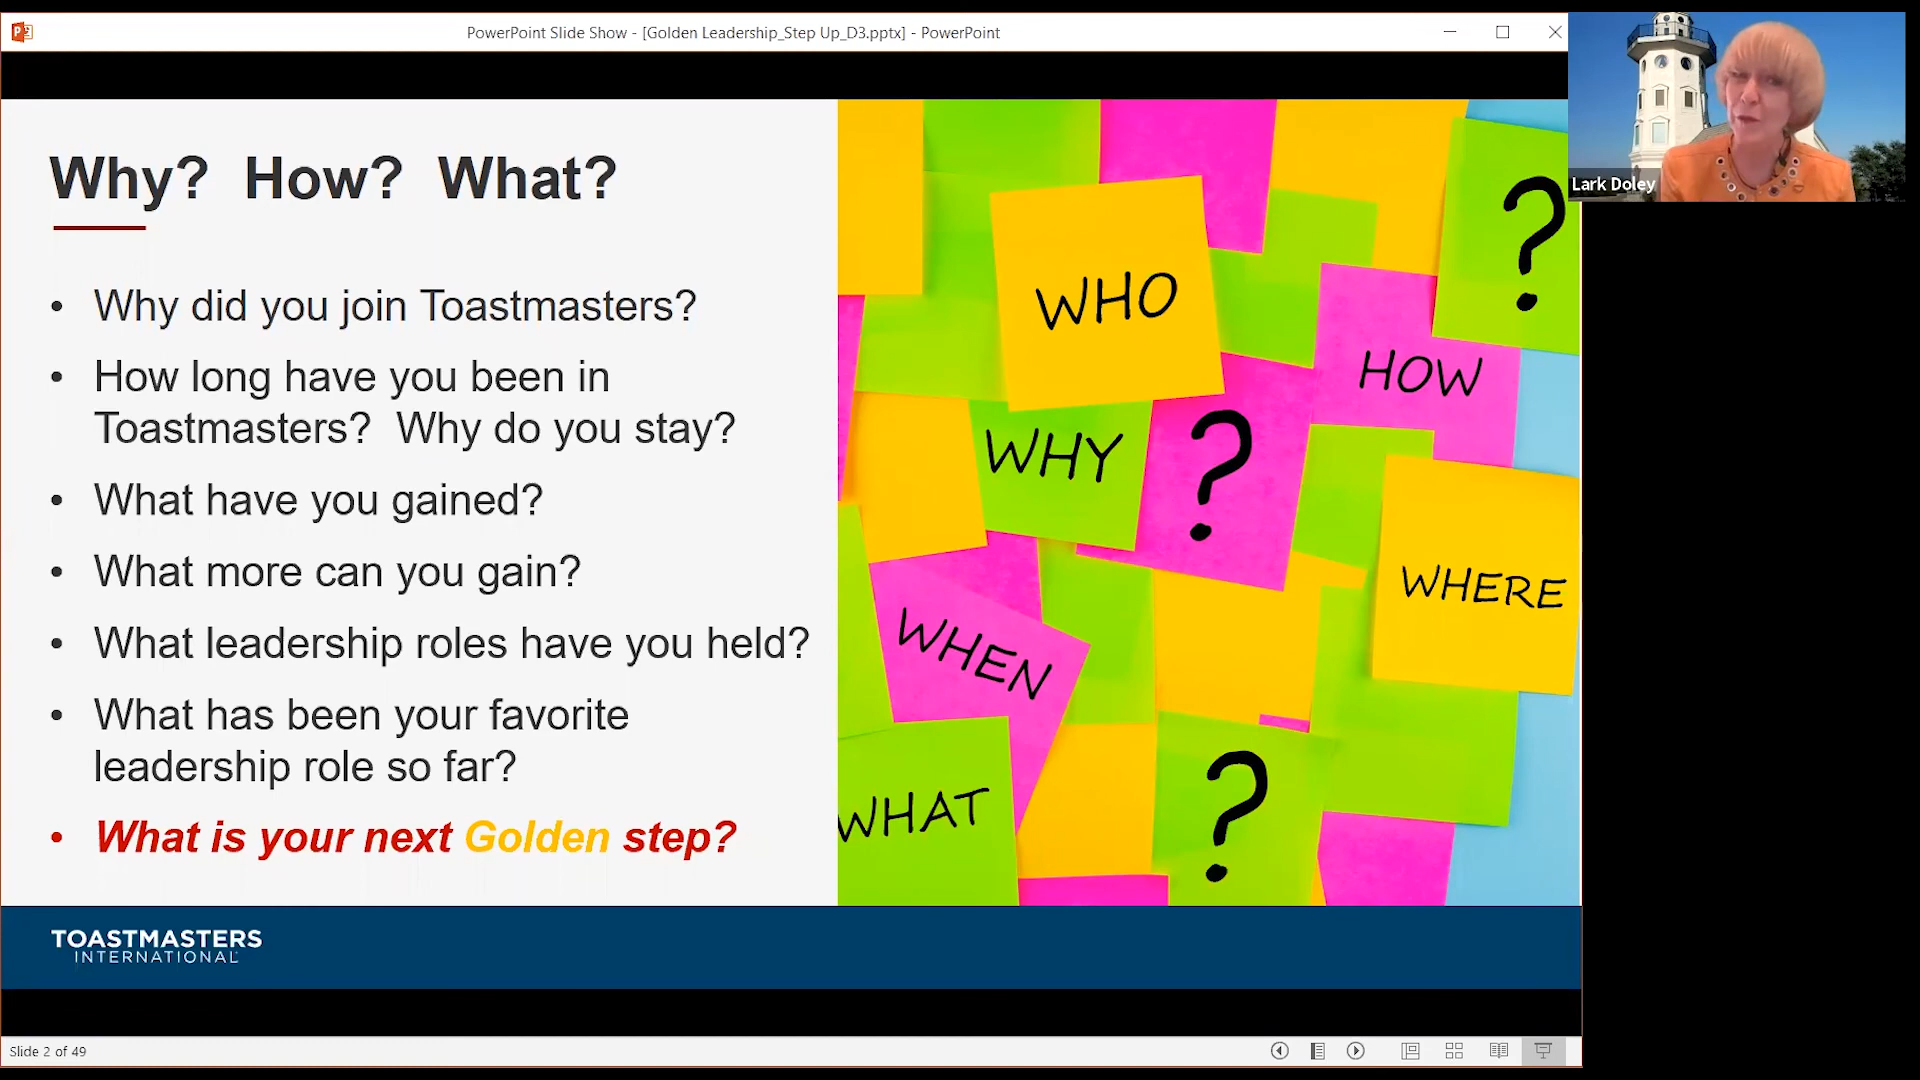 PowerPoint Slide Show - [Golden Leadership_Step Up_D3.pptx] - PowerPoint
Lark Doley
Why? How? What?
• Why did you join Toastmasters?
• How long have you been in
Toastmasters? Why do you stay?
• What have you gained?
• What more can you gain?
• What leadership roles have you held?
• What has been your favorite
leadership role so far?
• What is your next Golden step?
?
WHO
HOW
WHY
?
WHERE
WHEN
WHAT
?
TOASTMASTERS
INTERNATIONAL
Slide 2 of 49